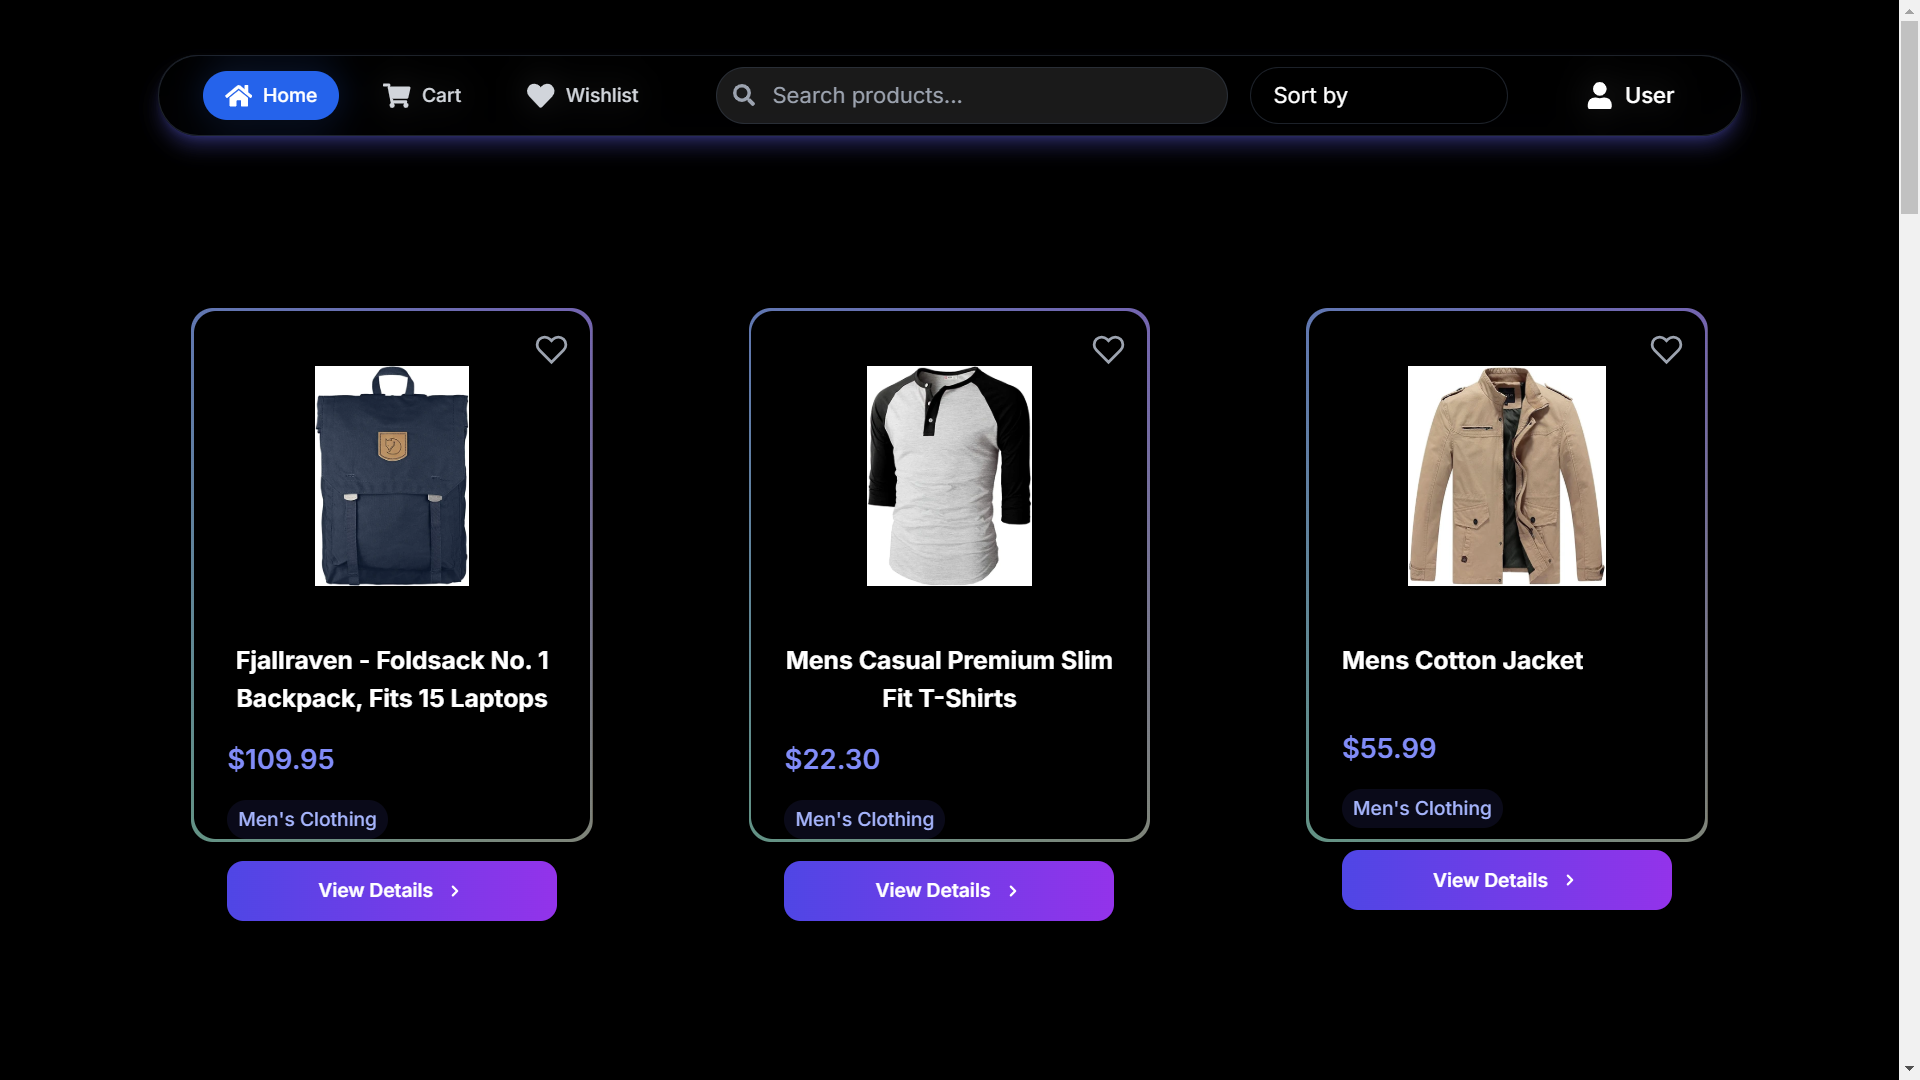 Home
Cart
Wishlist
Search products...
Sort by
User
Fjallraven - Foldsack No. 1
Backpack, Fits 15 Laptops
$109.95
Men's Clothing
View Details
Mens Casual Premium Slim
Fit T-Shirts
$22.30
Men's Clothing
View Details
Mens Cotton Jacket
$55.99
Men's Clothing
View Details